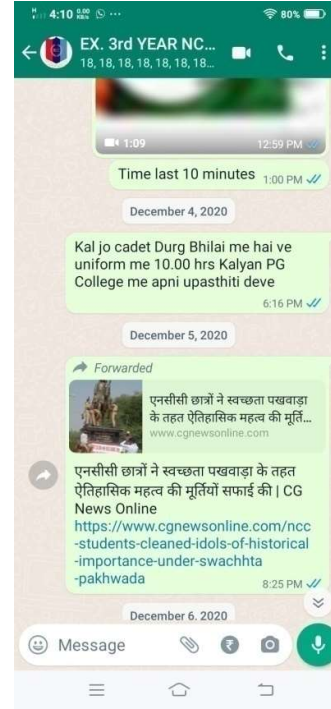 4:10
80%
EX. 3rd YEAR NC...
18, 18, 18, 18, 18, 18, 18...
1:09
12:59 PM
Time last 10 minutes 1:00 PM
December 4, 2020
Kal jo cadet Durg Bhilai me hai ve
uniform me 10.00 hrs Kalyan PG
College me apni upasthiti deve
6:16 PM
December 5, 2020
Forwarded
एनसीसी छात्रों ने स्वच्छता पखवाड़ा
के तहत ऐतिहासिक महत्व की मूर्ति...
www.cgnewsonline.com
एनसीसी छात्रों ने स्वच्छता पखवाड़ा के तहत
ऐतिहासिक महत्व की मूर्तियों सफाई की | CG
News Online
https://www.cgnewsonline.com/ncc
-students-cleaned-idols-of-historical
-importance-under-swachhta
-pakhwada
8:25 PM
December 6, 2020
Message